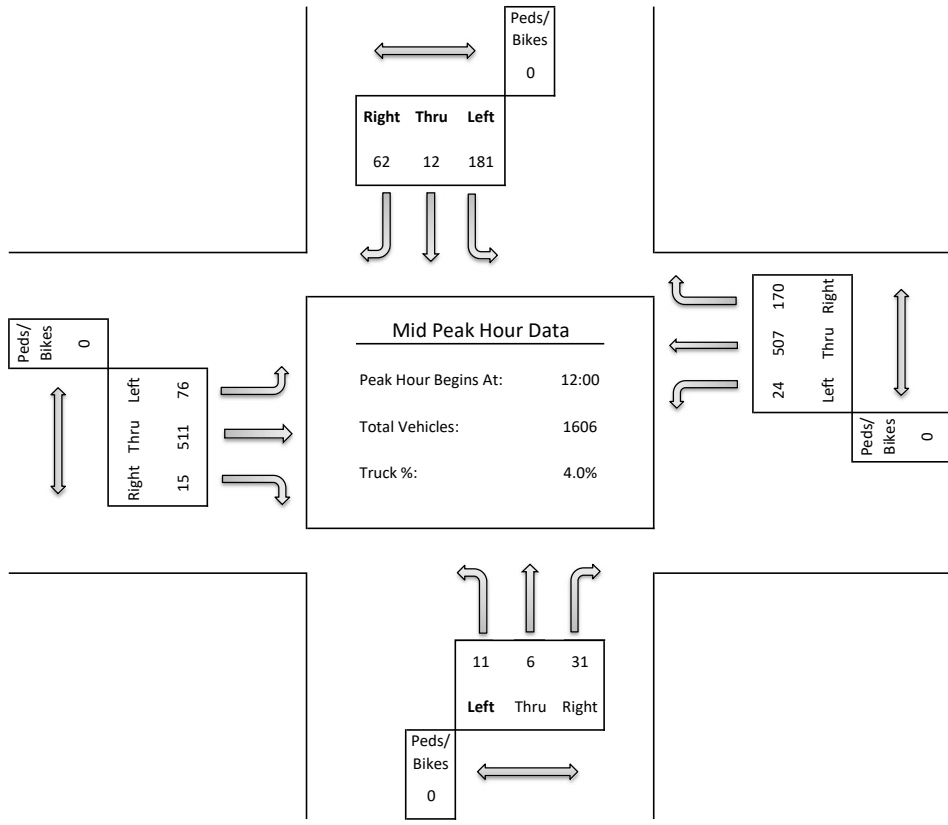 Peds/
Bikes
0
Right Thru Left
62 12 181
Peds/
Bikes
0
Left
76
Thru
511
Right
15
Mid Peak Hour Data
Peak Hour Begins At: 12:00
Total Vehicles: 1606
Truck %: 4.0%
170
Right
507
Thru
24
Left
Peds/
Bikes
0
11 6 31
Left Thru Right
Peds/
Bikes
0